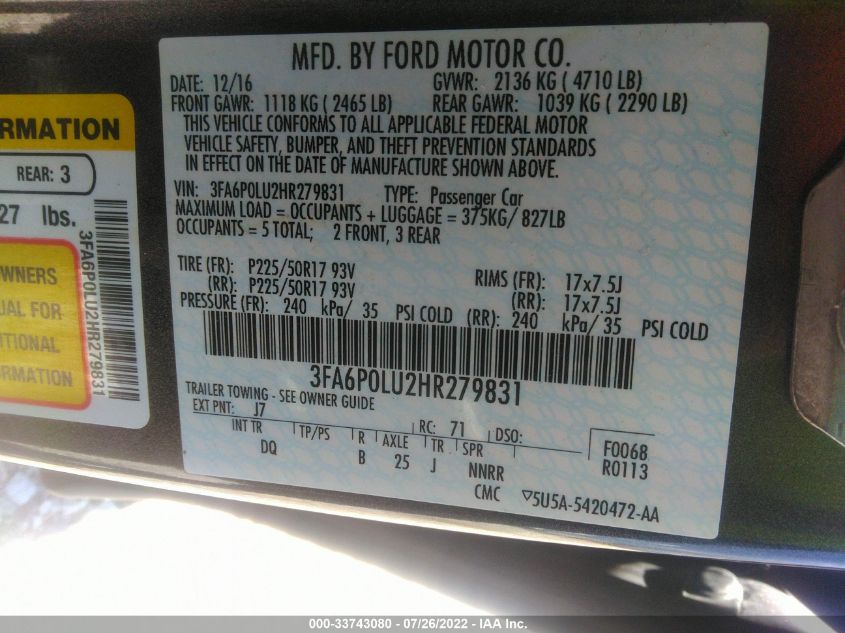 MFD. BY FORD MOTOR CO.
DATE: 12/16 GVWR: 2136 KG ( 4710 LB)
FRONT GAWR: 1118 KG ( 2465 LB) REAR GAWR: 1039 KG ( 2290 LB)
THIS VEHICLE CONFORMS TO ALL APPLICABLE FEDERAL MOTOR
VEHICLE SAFETY, BUMPER, AND THEFT PREVENTION STANDARDS
IN EFFECT ON THE DATE OF MANUFACTURE SHOWN ABOVE.
VIN: 3FA6P0LU2HR279831 TYPE: Passenger Car
MAXIMUM LOAD = OCCUPANTS + LUGGAGE = 375KG/ 827LB
OCCUPANTS = 5 TOTAL; 2 FRONT, 3 REAR
TIRE (FR): P225/50R17 93V RIMS (FR): 17x7.5J
(RR): P225/50R17 93V (RR): 17x7.5J
PRESSURE (FR): 240 kPa/ 35 PSI COLD (RR): 240 kPa/ 35 PSI COLD
3FA6P0LU2HR279831
TRAILER TOWING - SEE OWNER GUIDE
EXT PNT: J7 RC: 71 DSO:
INT TR TP/PS R AXLE TR SPR F006B
DQ B 25 J NNRR R0113
CMC ▽5U5A-5420472-AA
RMATION
REAR: 3
27 lbs.
WNERS
UAL FOR
ITIONAL
ORMATION
3FA6P0LU2HR279831
000-33743080 - 07/26/2022 - IAA Inc.